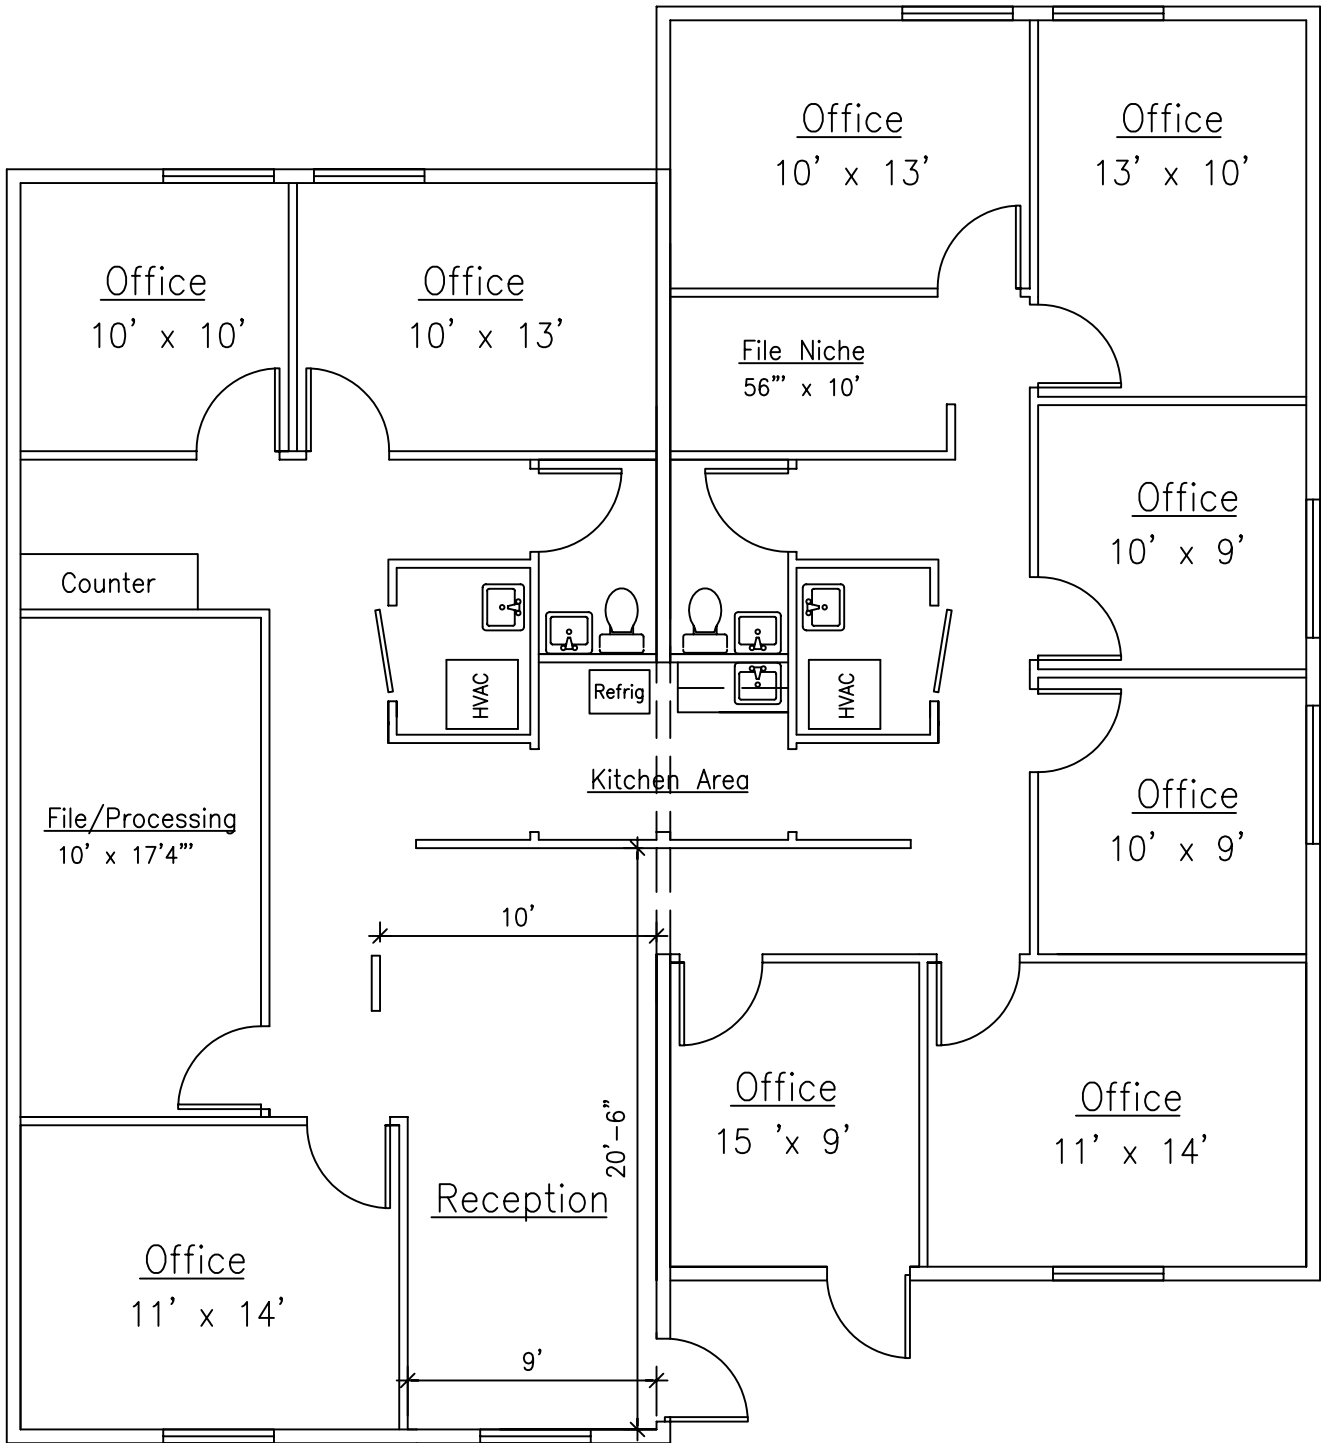 Office
10' x 13'
Office
13' x 10'
Office
10' x 10'
Office
10' x 13'
File Niche
56"' x 10'
Office
10' x 9'
Counter
HVAC
Refrig
HVAC
Kitchen Area
File/Processing
10' x 17'4"'
Office
10' x 9'
10'
Office
15 'x 9'
Office
11' x 14'
20'-6"
Reception
Office
11' x 14'
9'